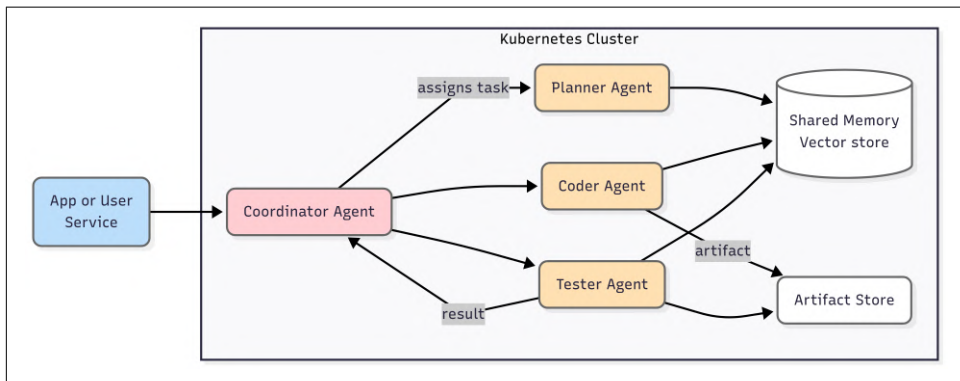 Kubernetes Cluster
assigns task
Planner Agent
Shared Memory
Vector store
Coder Agent
App or User
Service
Coordinator Agent
artifact
Tester Agent
Artifact Store
result